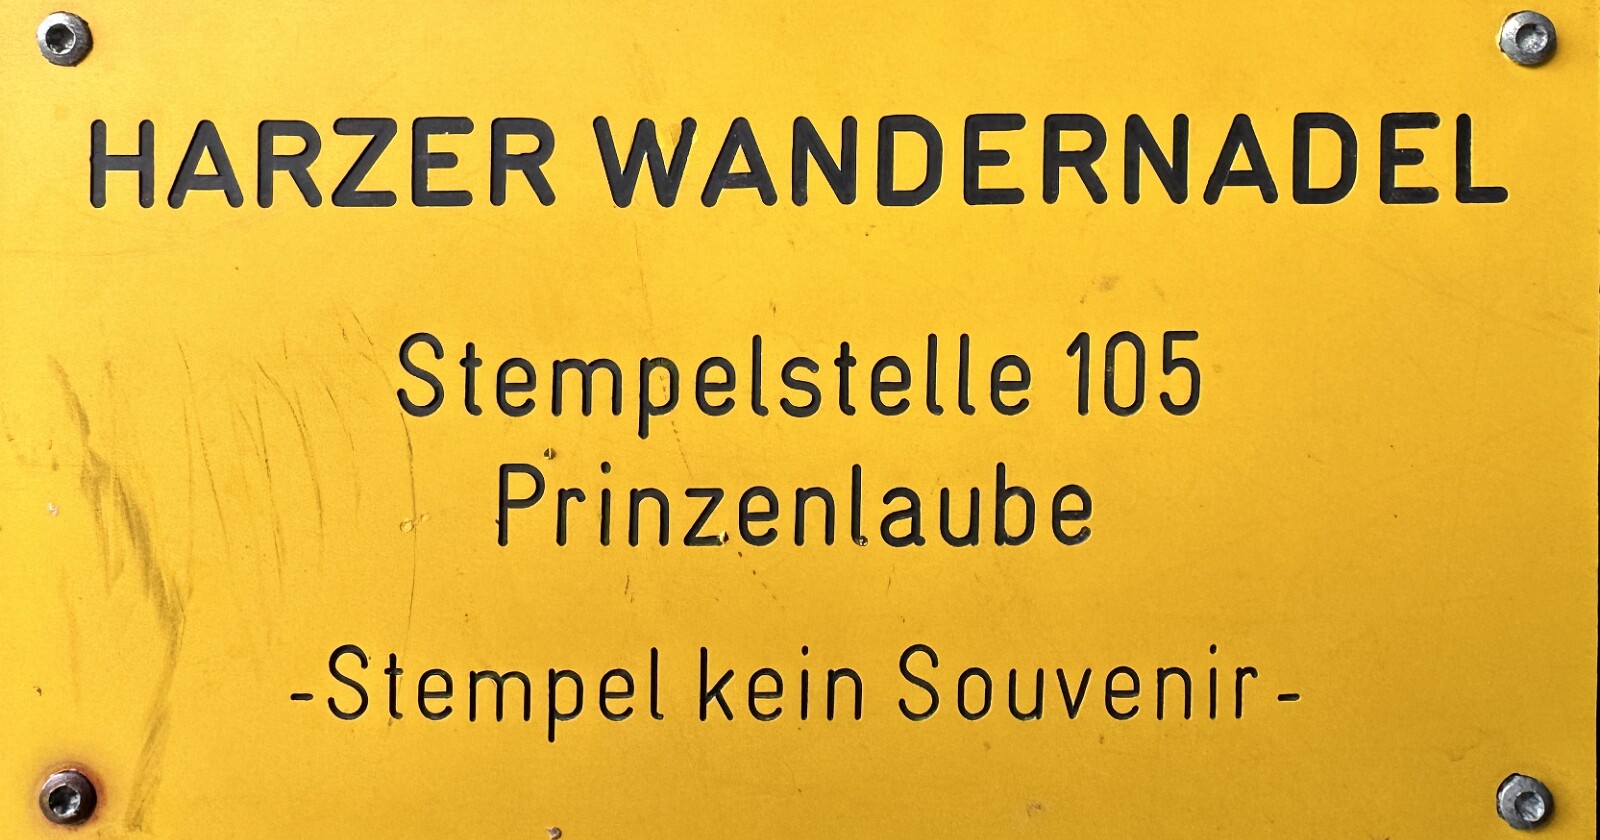 HARZER WANDERNADEL
Stempelstelle 105
Prinzenlaube
-Stempel kein Souvenir-